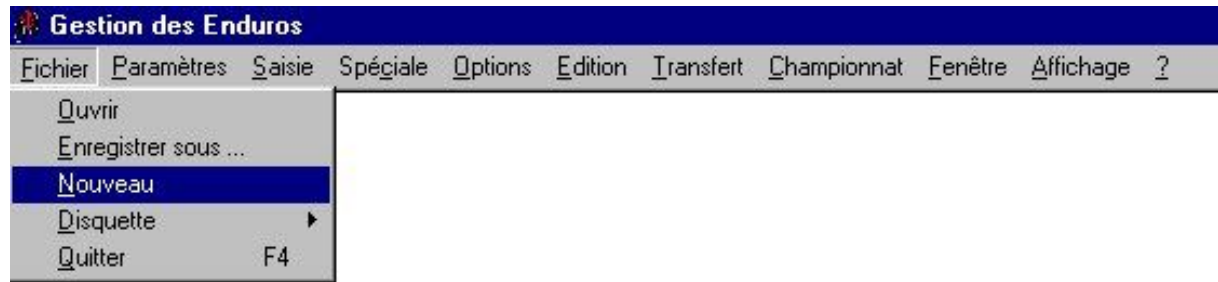 Gestion des Enduros
Fichier Paramètres Saisie Spéciale Options Edition Transfert Championnat Fenêtre Affichage ?
Ouvrir
Enregistrer sous ...
Nouveau
Disquette
Quitter F4